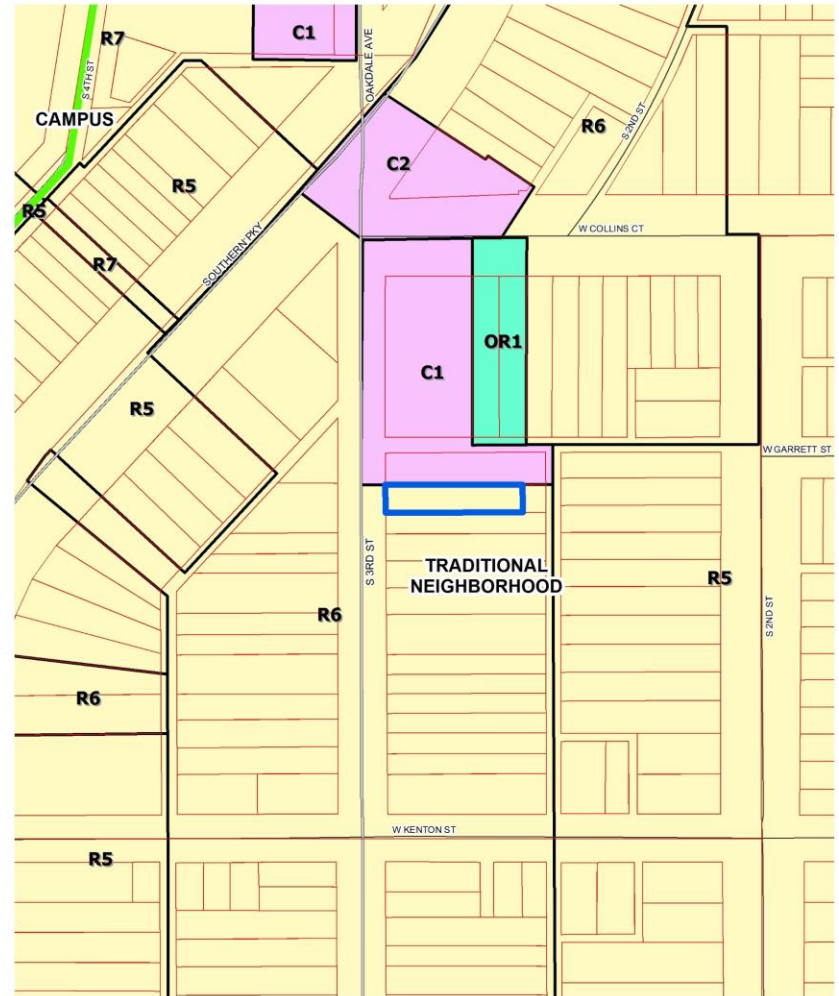 C1
R7
OAKDALE AVE
S 4TH ST
CAMPUS
R6
S 2ND ST
C2
R5
R5
W COLLINS CT
R7
SOUTHERN PKY
OR1
C1
R5
W GARRETT ST
S 3RD ST
TRADITIONAL
NEIGHBORHOOD
R5
R6
S 2ND ST
R6
W KENTON ST
R5